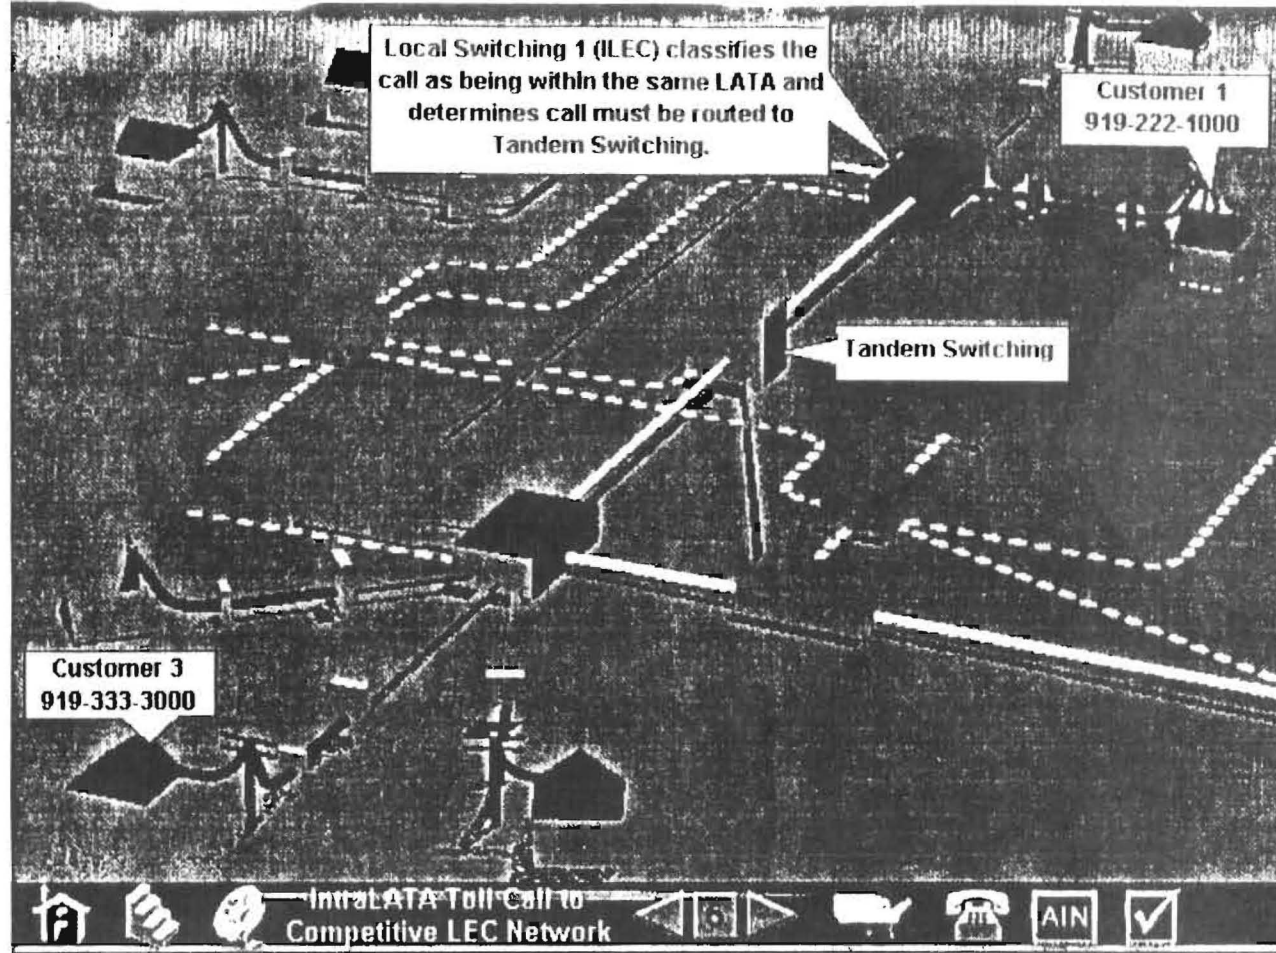 Local Switching 1 (ILEC) classifies the
call as being within the same LATA and
determines call must be routed to
Tandem Switching.
Customer 1
919-222-1000
Tandem Switching
Customer 3
919-333-3000
IntraLATA Toll Call to
Competitive LEC Network
AIN